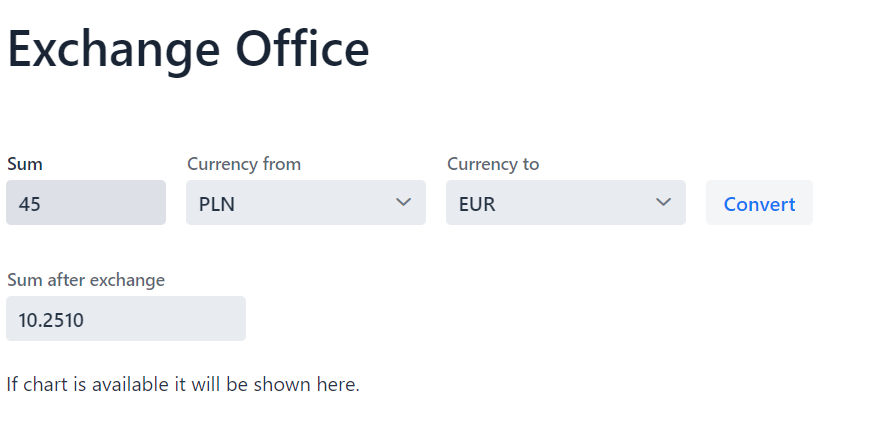 Exchange Office
Sum Currency from Currency to
45 PLN EUR Convert
Sum after exchange
10.2510
If chart is available it will be shown here.